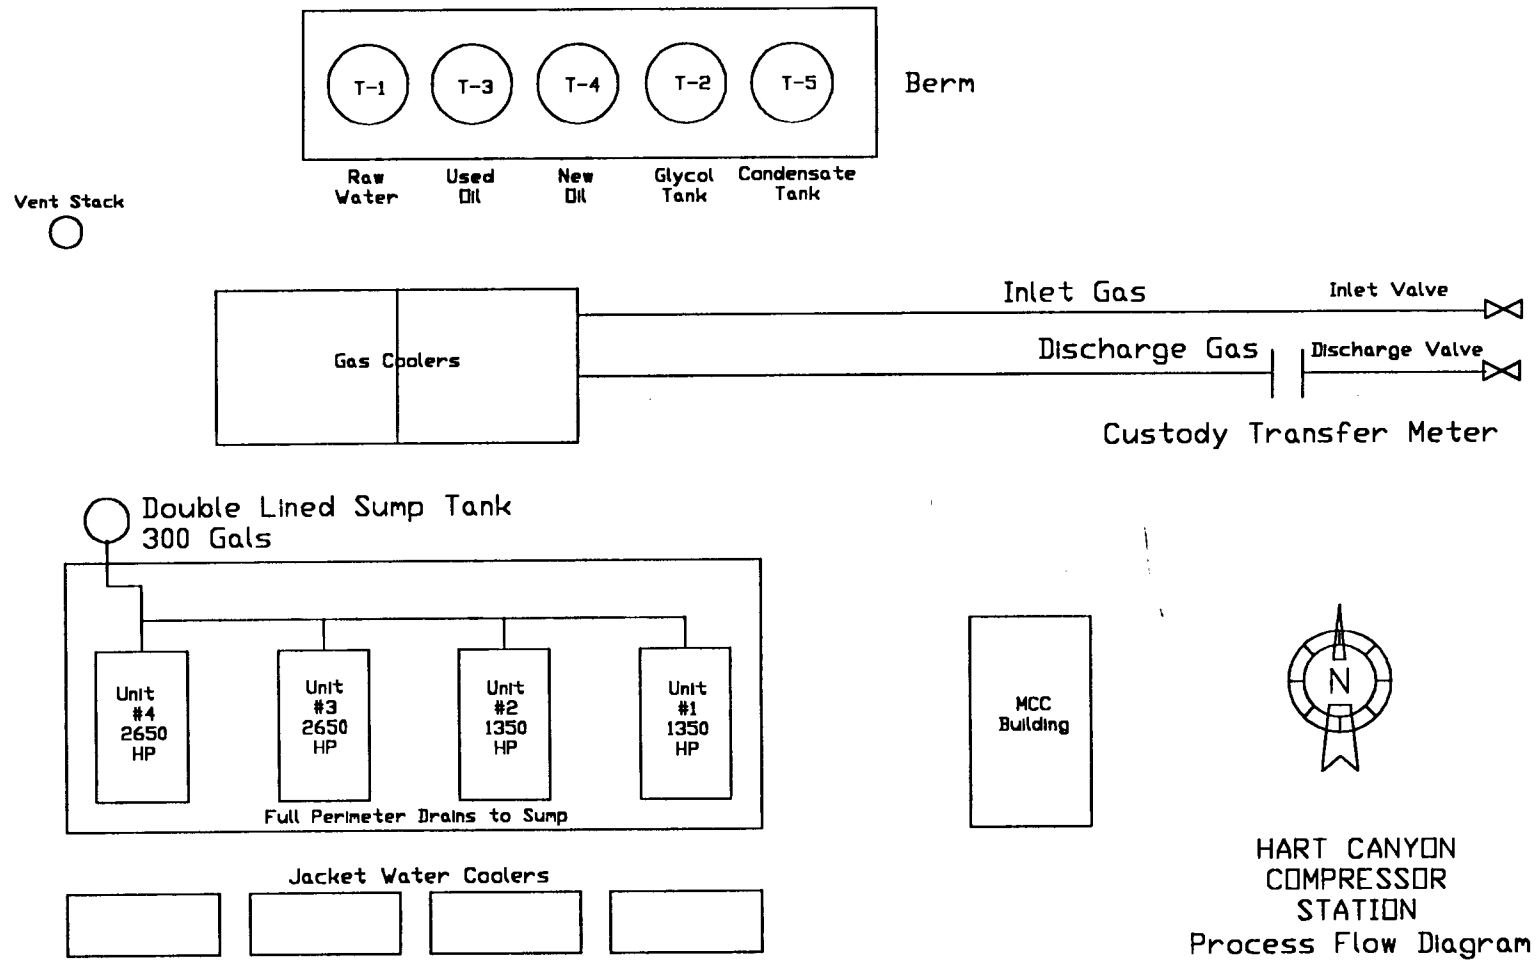 T-1
T-3
T-4
T-2
T-5
Berm
Raw
Water
Used
Oil
New
Oil
Glycol
Tank
Condensate
Tank
Vent Stack
Inlet Gas
Inlet Valve
Gas Coolers
Discharge Gas
Discharge Valve
Custody Transfer Meter
Double Lined Sump Tank
300 Gals
Unit
#4
2650
HP
Unit
#3
2650
HP
Unit
#2
1350
HP
Unit
#1
1350
HP
MCC
Building
N
Full Perimeter Drains to Sump
Jacket Water Coolers
HART CANYON
COMPRESSOR
STATION
Process Flow Diagram